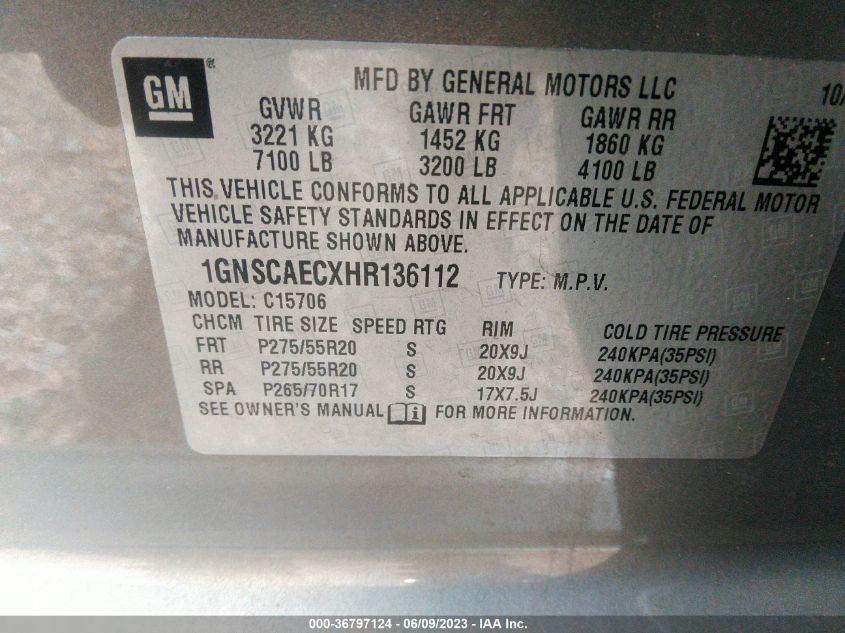 GM®
MFD BY GENERAL MOTORS LLC
10/
GVWR GAWR FRT GAWR RR
3221 KG 1452 KG 1860 KG
7100 LB 3200 LB 4100 LB
THIS VEHICLE CONFORMS TO ALL APPLICABLE U.S. FEDERAL MOTOR
VEHICLE SAFETY STANDARDS IN EFFECT ON THE DATE OF
MANUFACTURE SHOWN ABOVE.
1GNSCAECXHR136112 TYPE: M.P.V.
MODEL: C15706
CHCM TIRE SIZE SPEED RTG RIM COLD TIRE PRESSURE
FRT P275/55R20 S 20X9J 240KPA(35PSI)
RR P275/55R20 S 20X9J 240KPA(35PSI)
SPA P265/70R17 S 17X7.5J 240KPA(35PSI)
SEE OWNER'S MANUAL FOR MORE INFORMATION.
000-36797124 - 06/09/2023 - IAA Inc.